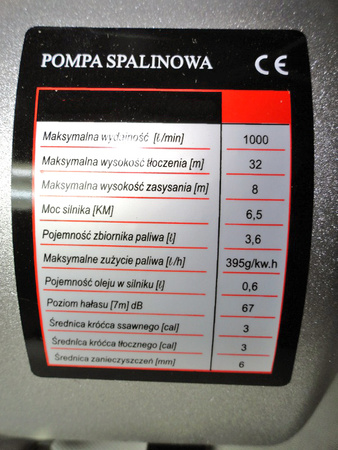 POMPA SPALINOWA CE
Maksymalna wydajność [ℓ/min] 1000
Maksymalna wysokość tłoczenia [m] 32
Maksymalna wysokość zasysania [m] 8
Moc silnika [KM] 6,5
Pojemność zbiornika paliwa [ℓ] 3,6
Maksymalne zużycie paliwa [ℓ/h] 395g/kw.h
Pojemność oleju w silniku [ℓ] 0,6
Poziom hałasu [7m] dB 67
Średnica króćca ssawnego [cal] 3
Średnica króćca tłocznego [cal] 3
Średnica zanieczyszczeń [mm] 6